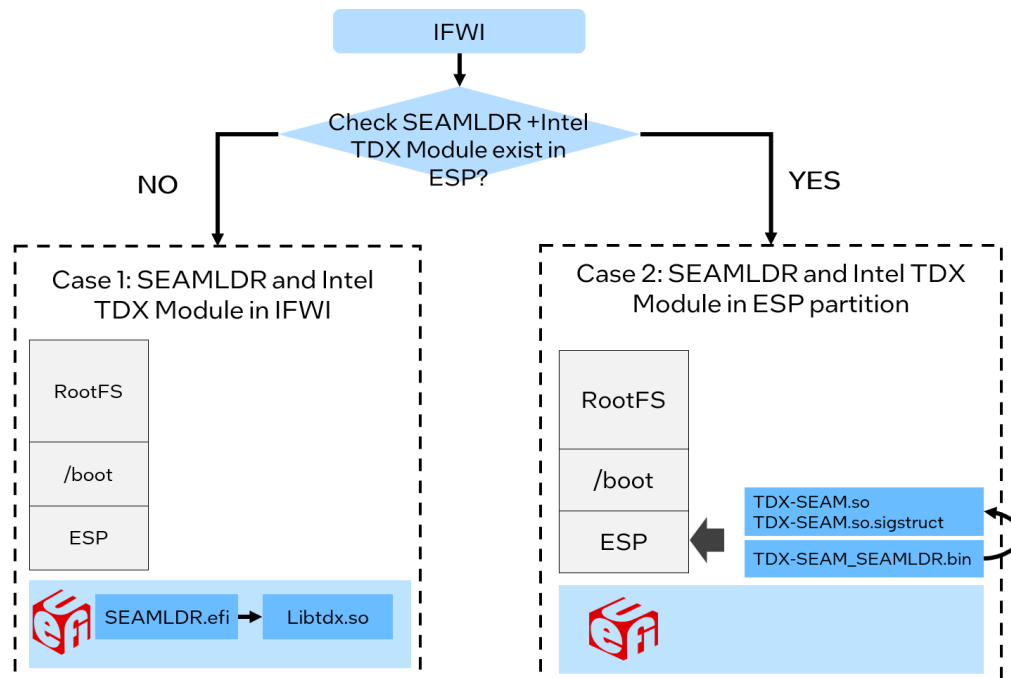 IFWI
Check SEAMLDR +Intel
TDX Module exist in
ESP?
NO
YES
Case 1: SEAMLDR and Intel
TDX Module in IFWI
RootFS
/boot
ESP
UEFI
SEAMLDR.efi
Libtdx.so
Case 2: SEAMLDR and Intel TDX
Module in ESP partition
RootFS
/boot
ESP
TDX-SEAM.so
TDX-SEAM.so.sigstruct
TDX-SEAM_SEAMLDR.bin
UEFI